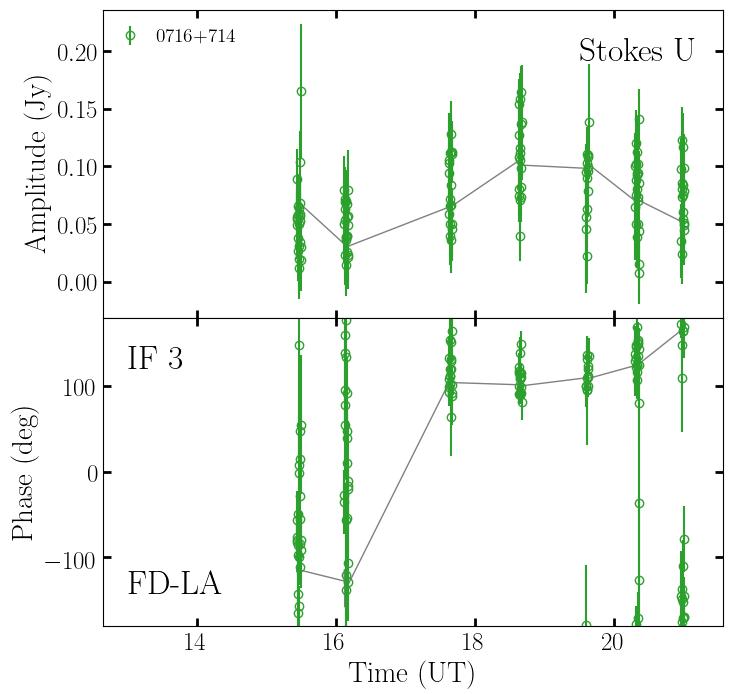 0716+714
Stokes U
Amplitude (Jy)
0.20
0.15
0.10
0.05
0.00
IF 3
FD-LA
Phase (deg)
100
0
−100
14 16 18 20
Time (UT)